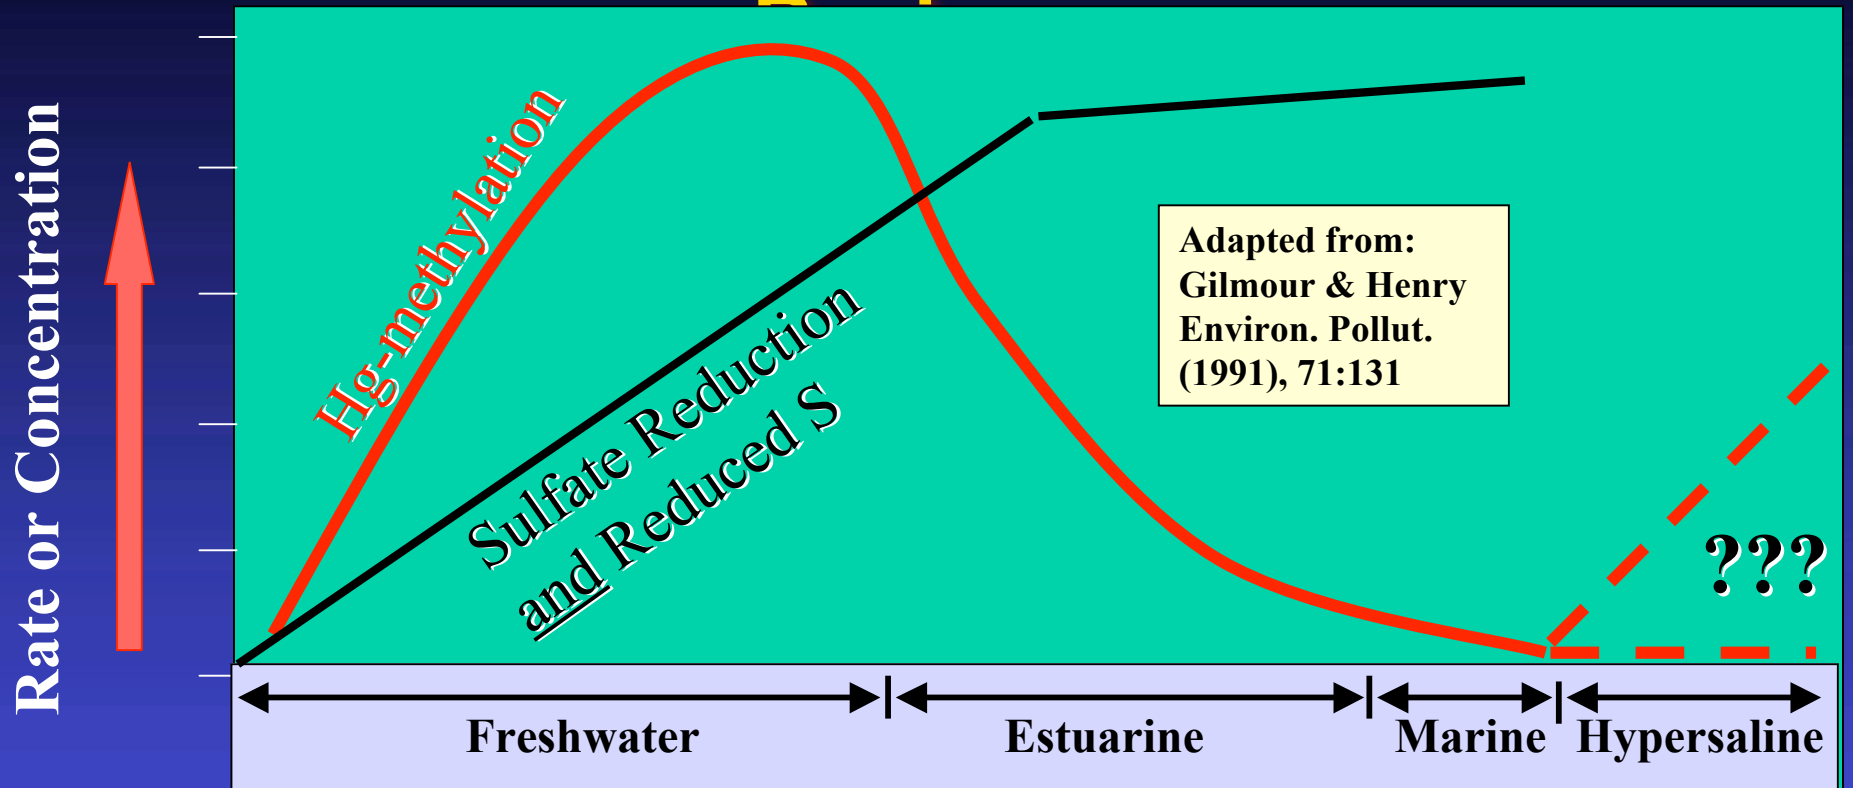 Rate or Concentration
Hg-methylation
Sulfate Reduction
and Reduced S
Adapted from:
Gilmour & Henry
Environ. Pollut.
(1991), 71:131
???
Freshwater
Estuarine
Marine
Hypersaline